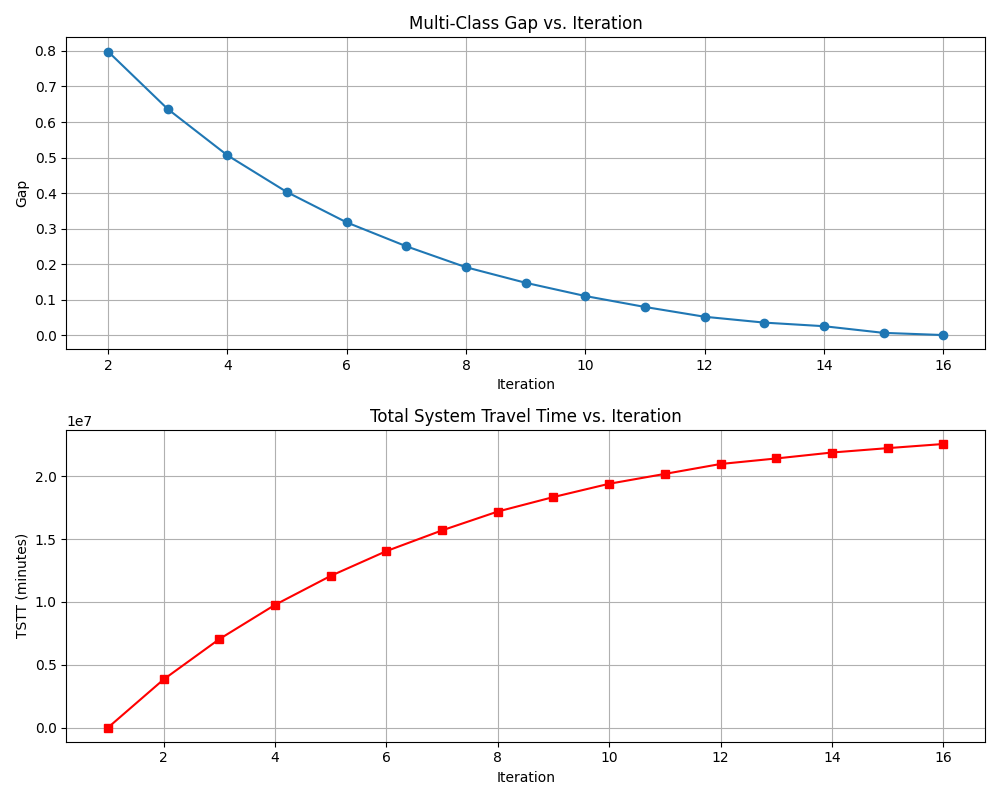 Multi-Class Gap vs. Iteration
0.8
0.7
0.6
0.5
0.4
0.3
0.2
0.1
0.0
Gap
2 4 6 8 10 12 14 16
Iteration
Total System Travel Time vs. Iteration
1e7
2.0
1.5
1.0
0.5
0.0
TSTT (minutes)
2 4 6 8 10 12 14 16
Iteration